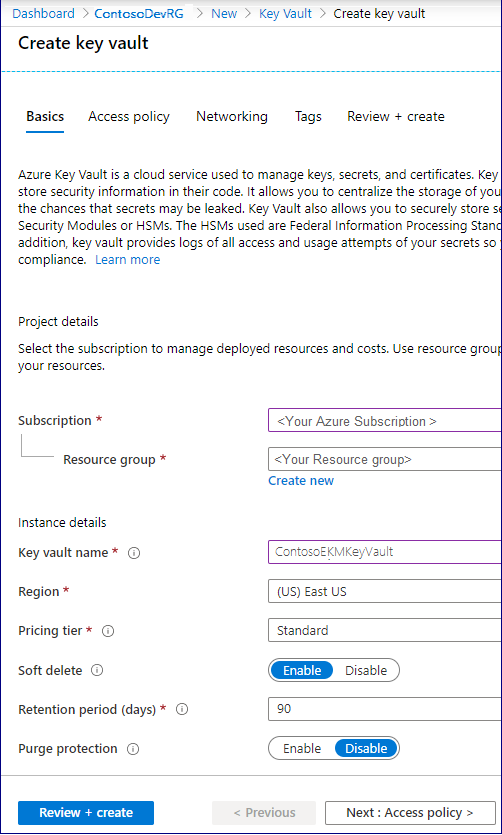 Dashboard > ContosoDevRG > New > Key Vault > Create key vault
Create key vault
Basics Access policy Networking Tags Review + create
Azure Key Vault is a cloud service used to manage keys, secrets, and certificates. Key
store security information in their code. It allows you to centralize the storage of you
the chances that secrets may be leaked. Key Vault also allows you to securely store se
Security Modules or HSMs. The HSMs used are Federal Information Processing Stand
addition, key vault provides logs of all access and usage attempts of your secrets so y
compliance. Learn more
Project details
Select the subscription to manage deployed resources and costs. Use resource group
your resources.
Subscription * <Your Azure Subscription >
Resource group * <Your Resource group>
Create new
Instance details
Key vault name * ContosoEKMKeyVault
Region * (US) East US
Pricing tier * Standard
Soft delete Enable Disable
Retention period (days) * 90
Purge protection Enable Disable
Review + create < Previous Next : Access policy >